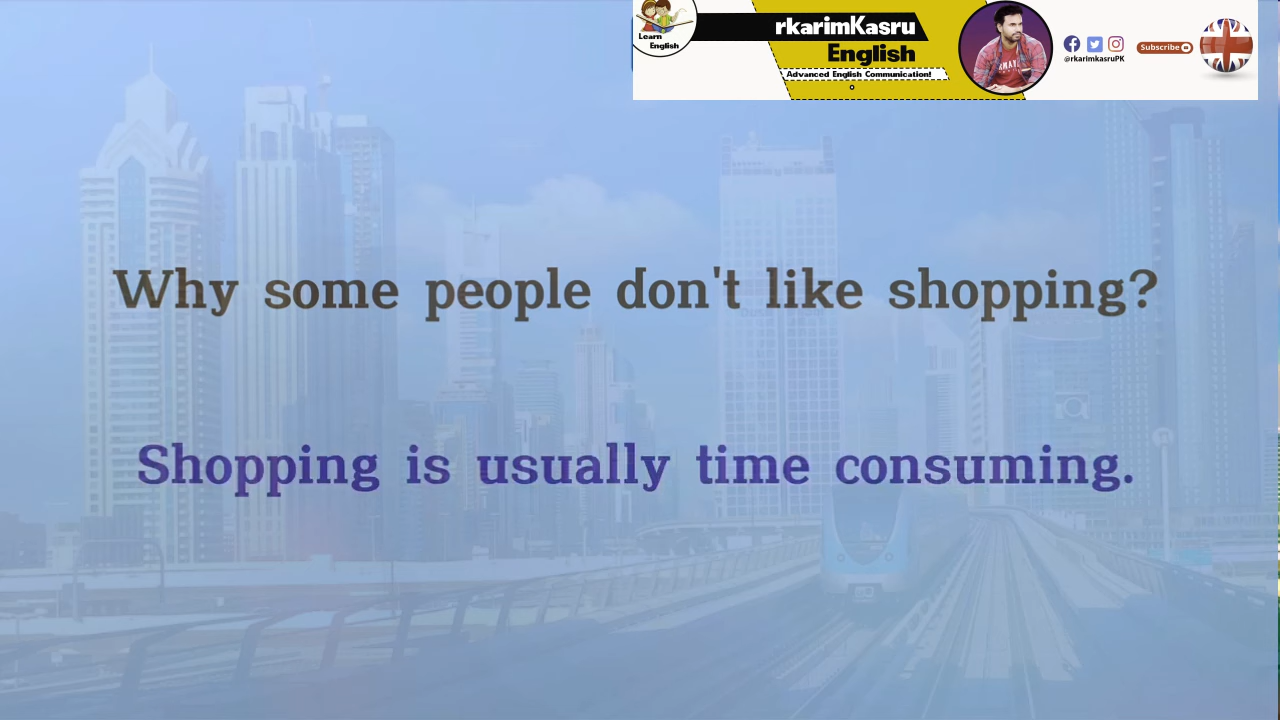 Learn
English
rkarimKasru
English
Advanced English Communication!
@rkarimkasruPK
Subscribe
Why some people don't like shopping?
Shopping is usually time consuming.